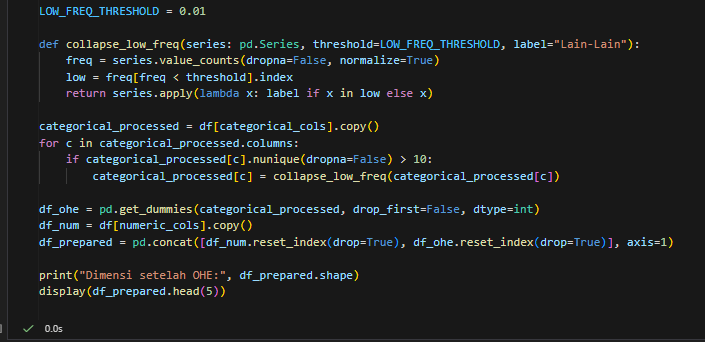 LOW_FREQ_THRESHOLD = 0.01
def collapse_low_freq(series: pd.Series, threshold=LOW_FREQ_THRESHOLD, label="Lain-Lain"):
freq = series.value_counts(dropna=False, normalize=True)
low = freq[freq < threshold].index
return series.apply(lambda x: label if x in low else x)
categorical_processed = df[categorical_cols].copy()
for c in categorical_processed.columns:
if categorical_processed[c].nunique(dropna=False) > 10:
categorical_processed[c] = collapse_low_freq(categorical_processed[c])
df_ohe = pd.get_dummies(categorical_processed, drop_first=False, dtype=int)
df_num = df[numeric_cols].copy()
df_prepared = pd.concat([df_num.reset_index(drop=True), df_ohe.reset_index(drop=True)], axis=1)
print("Dimensi setelah OHE:", df_prepared.shape)
display(df_prepared.head(5))
0.0s